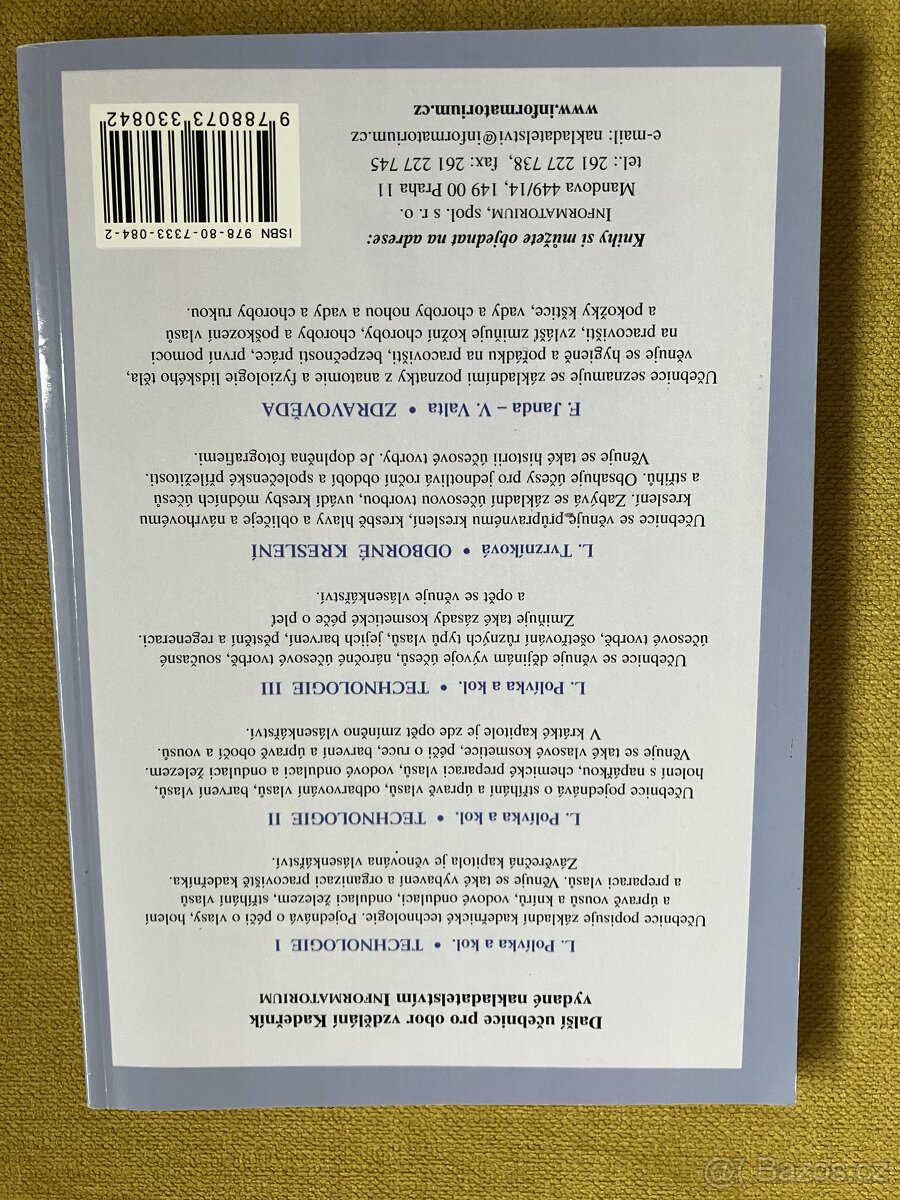 Další učebnice pro obor vzdělání Kadeřník
vydané nakladatelstvím INFORMATORIUM
L. Polívka a kol. • TECHNOLOGIE I
Učebnice popisuje základní kadeřnické technologie. Pojednává o péči o vlasy, holení
a úpravě vousů a knírů, vodové ondulaci, ondulaci železem, stříhání vlasů
a preparaci vlasů. Věnuje se také vybavení a organizaci pracoviště kadeřníka.
Závěrečná kapitola je věnována vlásenkářství.
L. Polívka a kol. • TECHNOLOGIE II
Učebnice pojednává o stříhání a úpravě vlasů, odbarvování vlasů, barvení vlasů,
holení s napářkou, chemické preparaci vlasů, vodové ondulaci a ondulaci železem.
Věnuje se také vlasové kosmetice, péči o ruce, barvení a úpravě obočí a vousů.
V krátké kapitole je zde opět zmíněno vlásenkářství.
L. Polívka a kol. • TECHNOLOGIE III
Učebnice se věnuje dějinám vývoje účesů, náročné účesové tvorbě, současné
účesové tvorbě, ošetřování různých typů vlasů, jejich barvení, pěstění a regeneraci.
Zmiňuje také zásady kosmetické péče o pleť
a opět se věnuje vlásenkářství.
L. Tvrzníková • ODBORNÉ KRESLENÍ
Učebnice se věnuje průpravnému kreslení, kresbě hlavy a obličeje a návrhovému
kreslení. Zabývá se základní účesovou tvorbou, uvádí kresby módních účesů
a střihů. Obsahuje účesy pro jednotlivá roční období a společenské příležitosti.
Věnuje se také historii účesové tvorby. Je doplněna fotografiemi.
F. Janda – V. Valta • ZDRAVOVĚDA
Učebnice seznamuje se základními poznatky z anatomie a fyziologie lidského těla,
věnuje se hygieně a pořádku na pracovišti, bezpečnosti práce, první pomoci
na pracovišti, zvlášť zmiňuje kožní choroby, choroby a poškození vlasů
a pokožky kštice, vady a choroby nohou a vady a choroby rukou.
Knihy si můžete objednat na adrese:
INFORMATORIUM, spol. s r. o.
Mandova 449/14, 149 00 Praha 11
tel.: 261 227 738, fax: 261 227 745
e-mail: nakladatelstvi@informatorium.cz
www.informatorium.cz
ISBN 978-80-7333-084-2
9 788073 330842
Bazos.cz